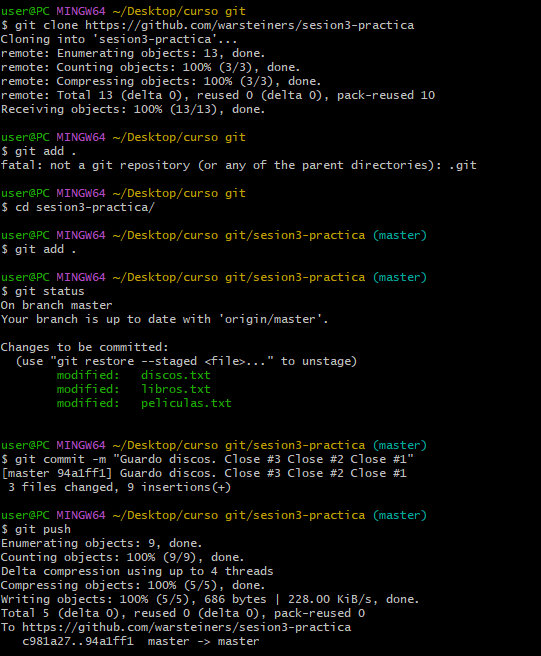 user@PC MINGW64 ~/Desktop/curso git
$ git clone https://github.com/warsteiners/sesion3-practica
Cloning into 'sesion3-practica'...
remote: Enumerating objects: 13, done.
remote: Counting objects: 100% (3/3), done.
remote: Compressing objects: 100% (3/3), done.
remote: Total 13 (delta 0), reused 0 (delta 0), pack-reused 10
Receiving objects: 100% (13/13), done.
user@PC MINGW64 ~/Desktop/curso git
$ git add .
fatal: not a git repository (or any of the parent directories): .git
user@PC MINGW64 ~/Desktop/curso git
$ cd sesion3-practica/
user@PC MINGW64 ~/Desktop/curso git/sesion3-practica (master)
$ git add .
user@PC MINGW64 ~/Desktop/curso git/sesion3-practica (master)
$ git status
On branch master
Your branch is up to date with 'origin/master'.
Changes to be committed:
  (use "git restore --staged <file>..." to unstage)
        modified:   discos.txt
        modified:   libros.txt
        modified:   peliculas.txt
user@PC MINGW64 ~/Desktop/curso git/sesion3-practica (master)
$ git commit -m "Guardo discos. Close #3 Close #2 Close #1"
[master 94a1ff1] Guardo discos. Close #3 Close #2 Close #1
 3 files changed, 9 insertions(+)
user@PC MINGW64 ~/Desktop/curso git/sesion3-practica (master)
$ git push
Enumerating objects: 9, done.
Counting objects: 100% (9/9), done.
Delta compression using up to 4 threads
Compressing objects: 100% (5/5), done.
Writing objects: 100% (5/5), 686 bytes | 228.00 KiB/s, done.
Total 5 (delta 0), reused 0 (delta 0), pack-reused 0
To https://github.com/warsteiners/sesion3-practica
   c981a27..94a1ff1  master -> master